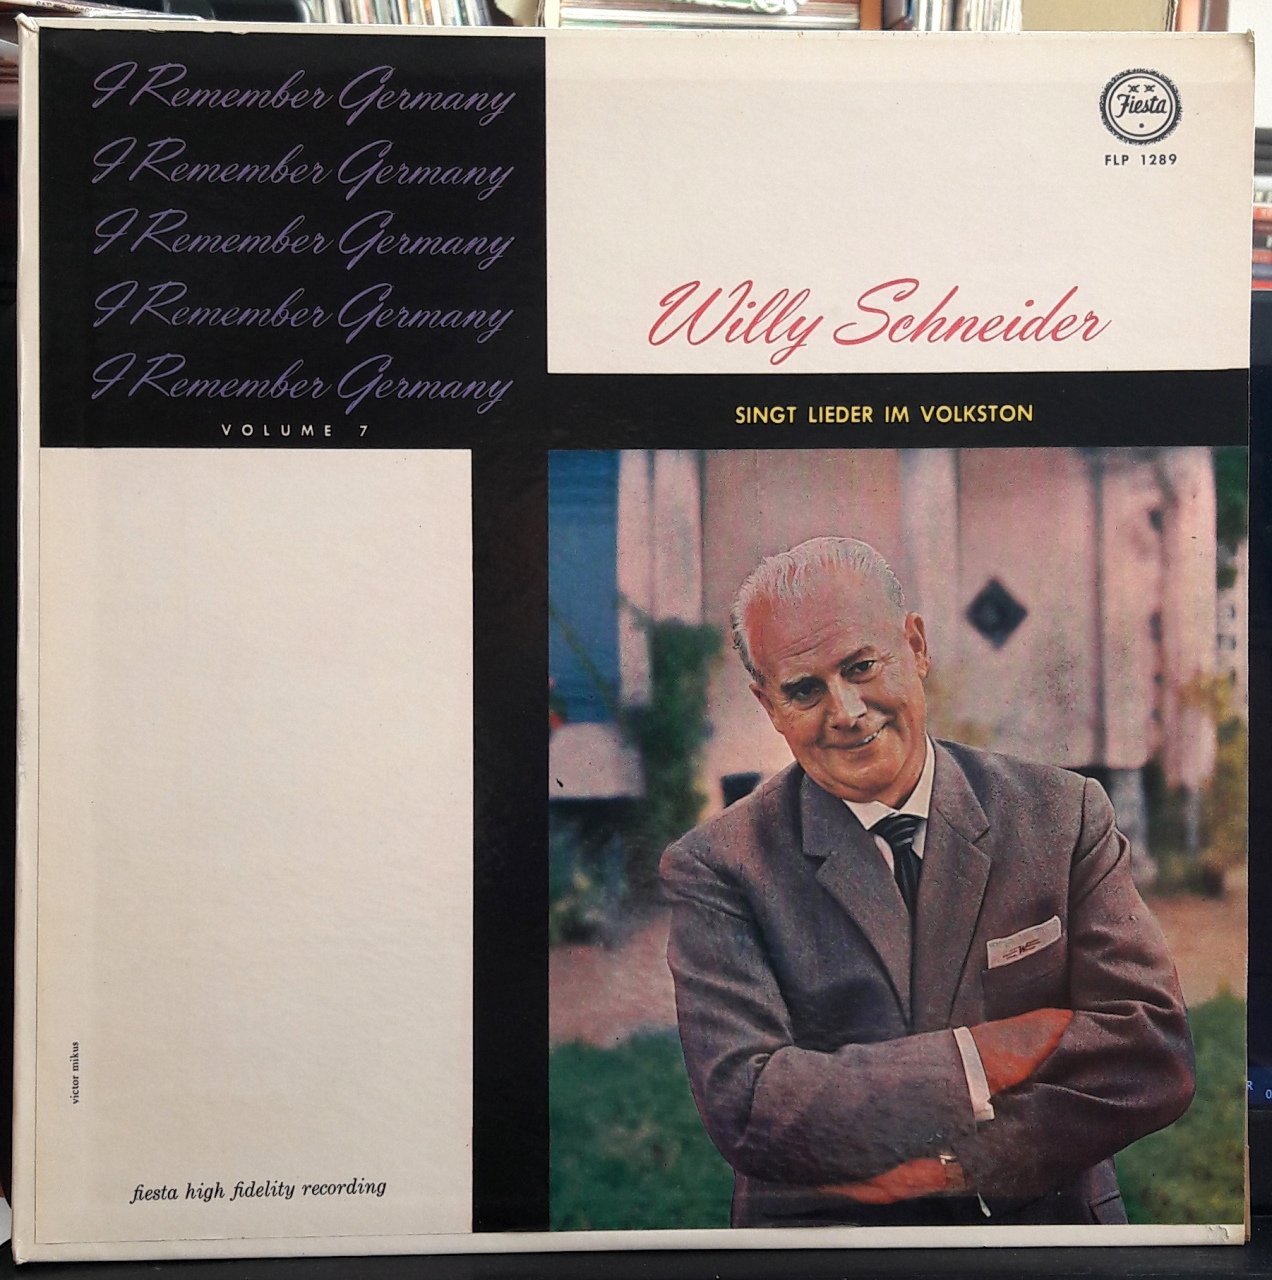 I Remember Germany
I Remember Germany
I Remember Germany
I Remember Germany
I Remember Germany
VOLUME 7
Fiesta
FLP 1289
Willy Schneider
SINGT LIEDER IM VOLKSTON
victor mikus
fiesta high fidelity recording